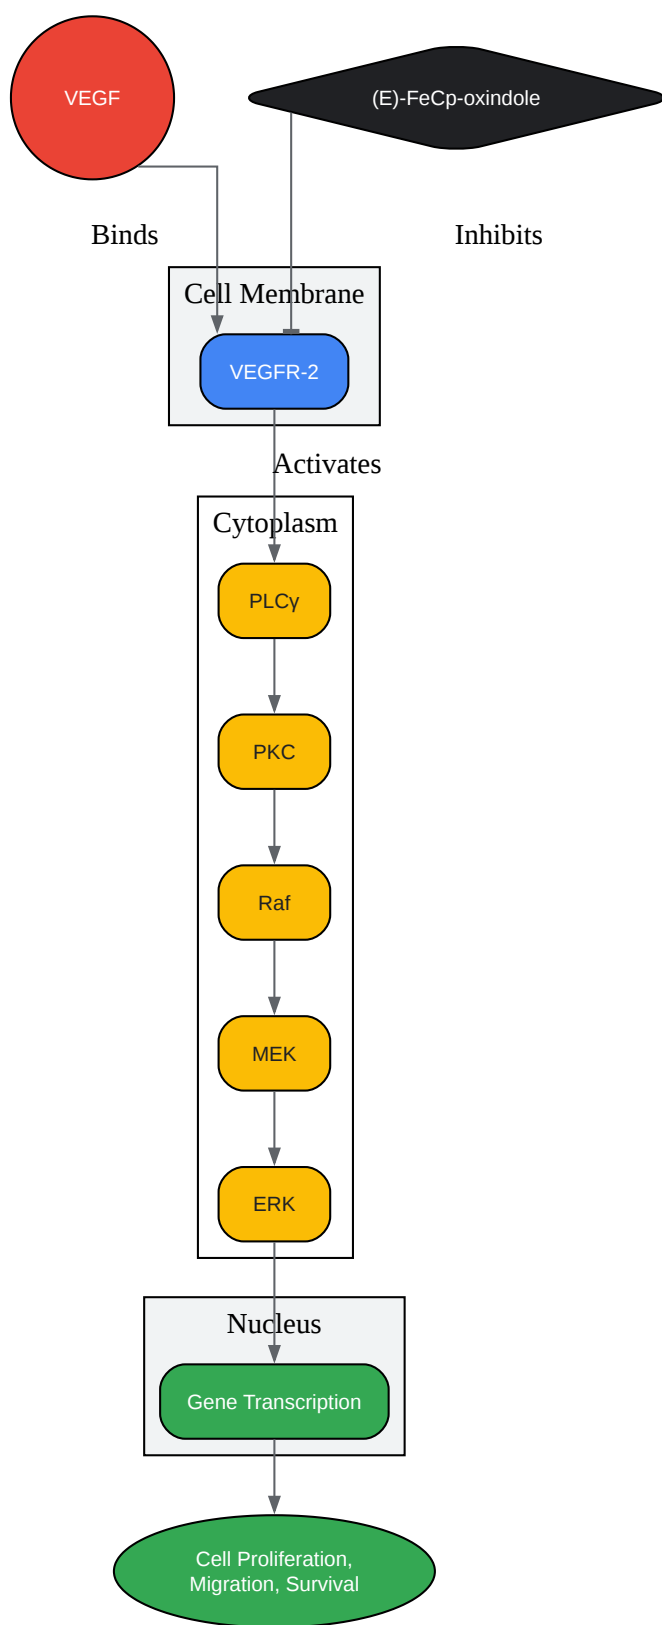 VEGF
(E)-FeCp-oxindole
Binds
Inhibits
Cell Membrane
VEGFR-2
Activates
Cytoplasm
PLCγ
PKC
Raf
MEK
ERK
Nucleus
Gene Transcription
Cell Proliferation,
Migration, Survival